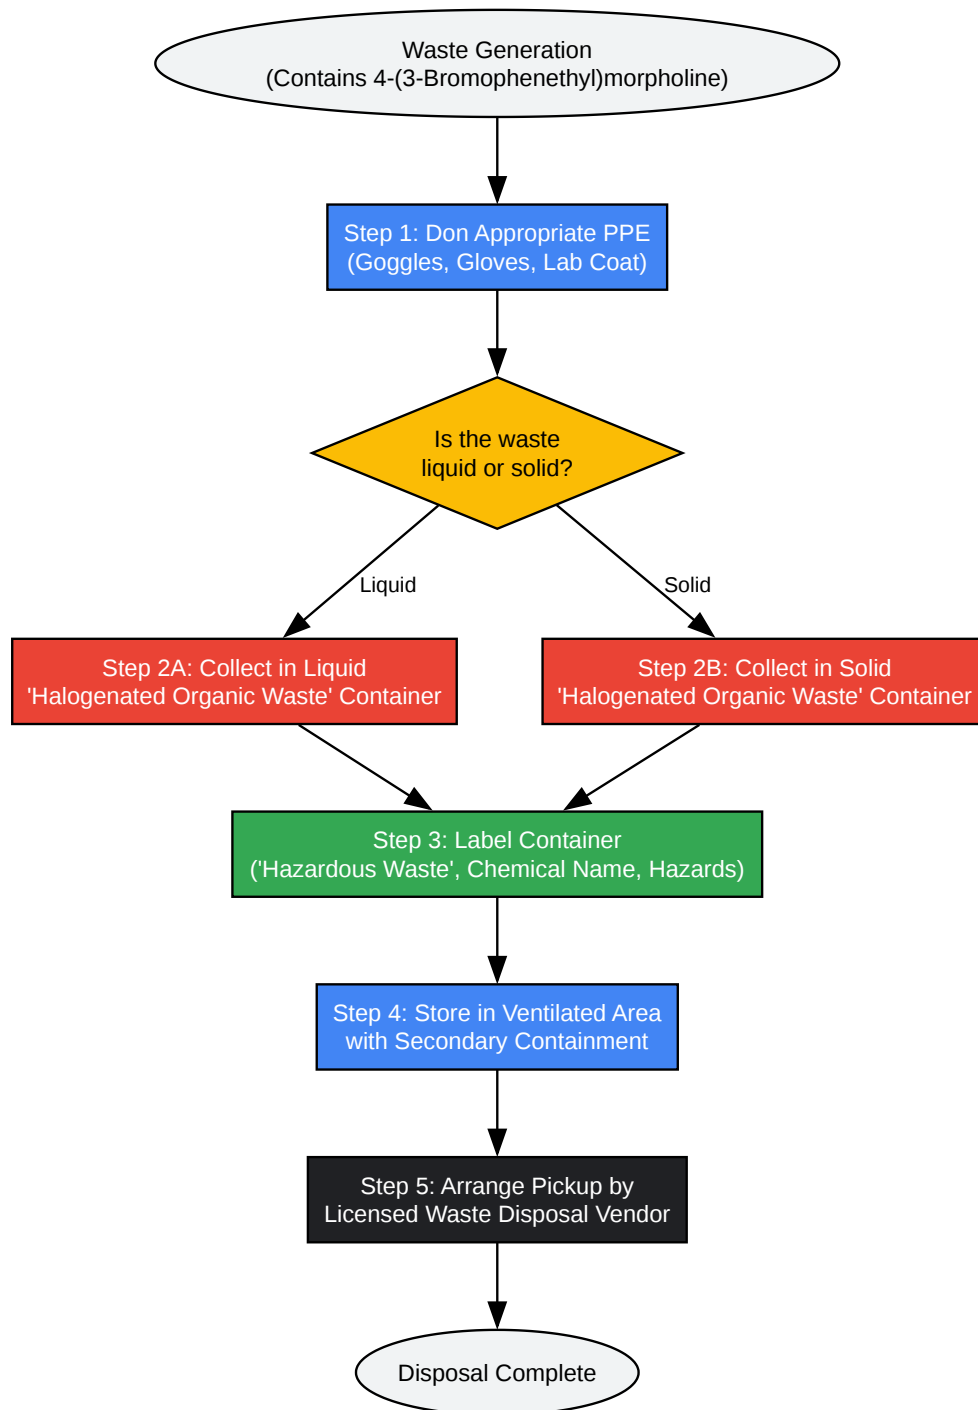 Waste Generation
(Contains 4-(3-Bromophenethyl)morpholine)
Step 1: Don Appropriate PPE
(Goggles, Gloves, Lab Coat)
Is the waste
liquid or solid?
Liquid
Solid
Step 2A: Collect in Liquid
'Halogenated Organic Waste' Container
Step 2B: Collect in Solid
'Halogenated Organic Waste' Container
Step 3: Label Container
('Hazardous Waste', Chemical Name, Hazards)
Step 4: Store in Ventilated Area
with Secondary Containment
Step 5: Arrange Pickup by
Licensed Waste Disposal Vendor
Disposal Complete